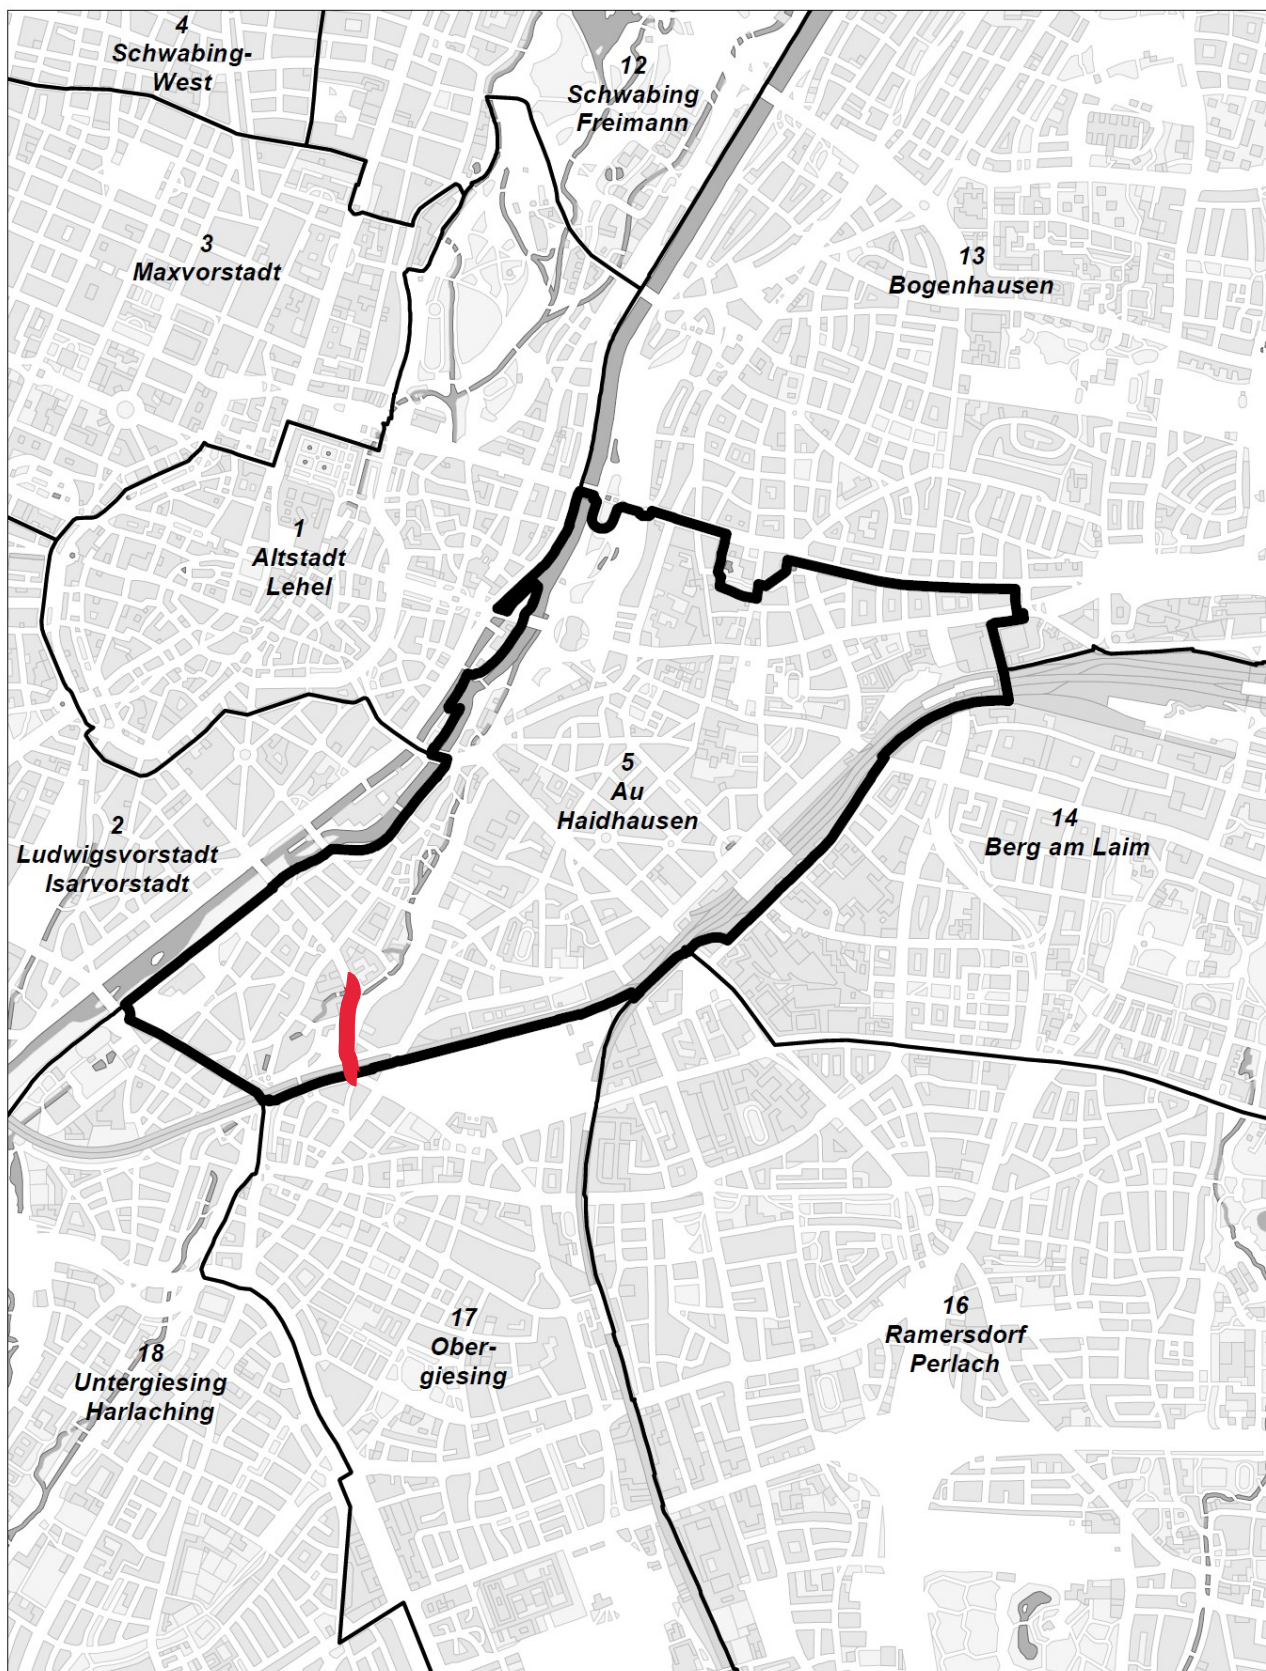 4
Schwabing-
West
12
Schwabing
Freimann
3
Maxvorstadt
13
Bogenhausen
1
Altstadt
Lehel
5
Au
Haidhausen
2
Ludwigsvorstadt
Isarvorstadt
14
Berg am Laim
17
Ober-
giesing
16
Ramersdorf
Perlach
18
Untergiesing
Harlaching